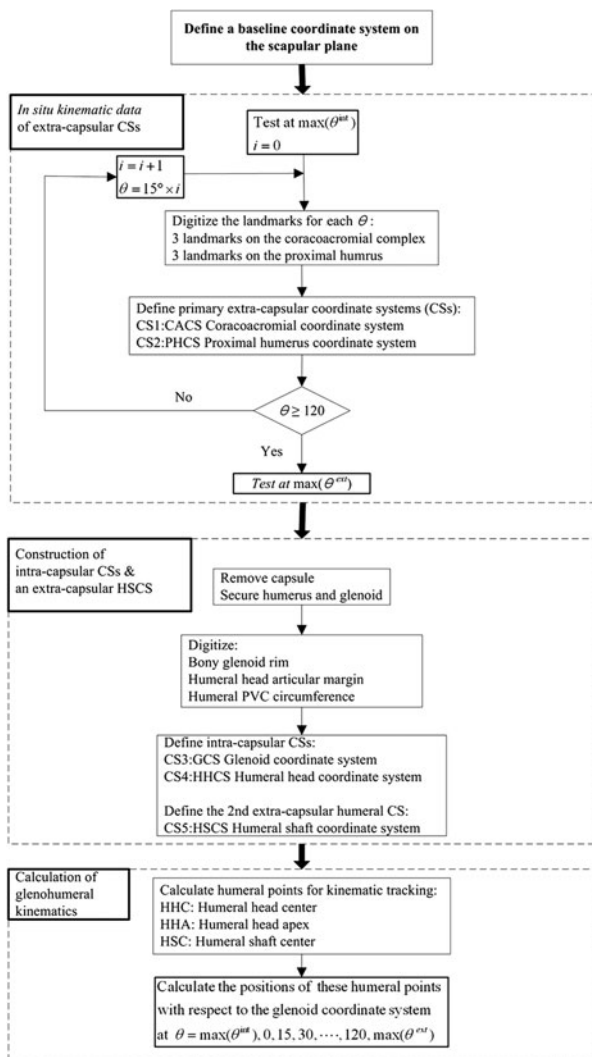 Define a baseline coordinate system on
the scapular plane
In situ kinematic data
of extra-capsular CSs
Test at max(θ^int)
i = 0
i = i + 1
θ = 15° × i
Digitize the landmarks for each θ :
3 landmarks on the coracoacromial complex
3 landmarks on the proximal humrus
Define primary extra-capsular coordinate systems (CSs):
CS1:CACS Coracoacromial coordinate system
CS2:PHCS Proximal humerus coordinate system
No
θ ≥ 120
Yes
Test at max(θ^ext)
Construction of
intra-capsular CSs &
an extra-capsular HSCS
Remove capsule
Secure humerus and glenoid
Digitize:
Bony glenoid rim
Humeral head articular margin
Humeral PVC circumference
Define intra-capsular CSs:
CS3:GCS Glenoid coordinate system
CS4:HHCS Humeral head coordinate system
Define the 2nd extra-capsular humeral CS:
CS5:HSCS Humeral shaft coordinate system
Calculation of
glenohumeral
kinematics
Calculate humeral points for kinematic tracking:
HHC: Humeral head center
HHA: Humeral head apex
HSC: Humeral shaft center
Calculate the positions of these humeral points
with respect to the glenoid coordinate system
at θ = max(θ^int), 0, 15, 30, ····, 120, max(θ^ext)